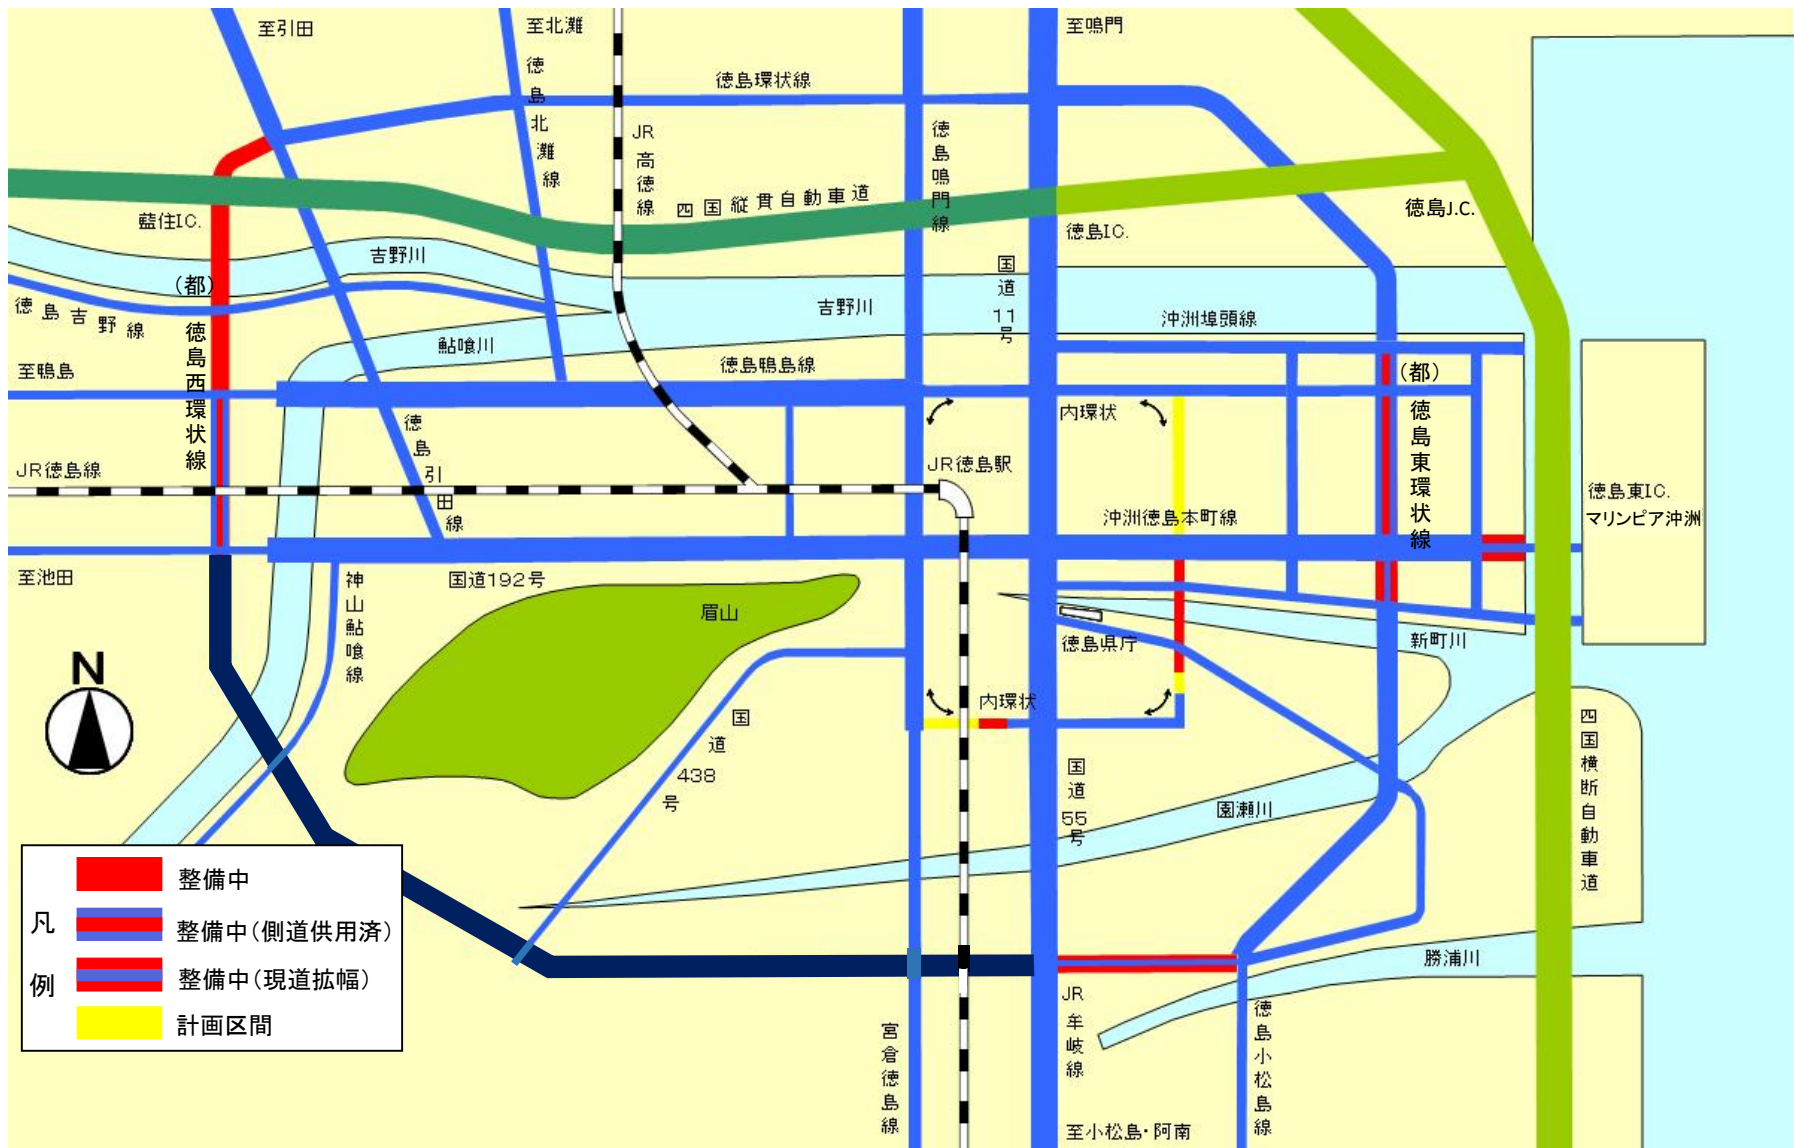 至引田
至北灘
至鳴門
徳島北灘線
徳島環状線
JR高徳線
徳島鳴門線
四国縦貫自動車道
藍住IC.
徳島IC.
徳島J.C.
吉野川
(都)
徳島西環状線
徳島吉野線
吉野川
国道11号
沖洲埠頭線
鮎喰川
至鴨島
徳島鴨島線
(都)
徳島東環状線
内環状
徳島引田線
JR徳島線
JR徳島駅
徳島東IC.
マリンピア沖洲
沖洲徳島本町線
至池田
神山鮎喰線
国道192号
眉山
徳島県庁
新町川
N
内環状
国道438号
国道55号
四国横断自動車道
園瀬川
凡例
整備中
整備中(側道供用済)
整備中(現道拡幅)
計画区間
勝浦川
宮倉徳島線
JR牟岐線
徳島小松島線
至小松島・阿南